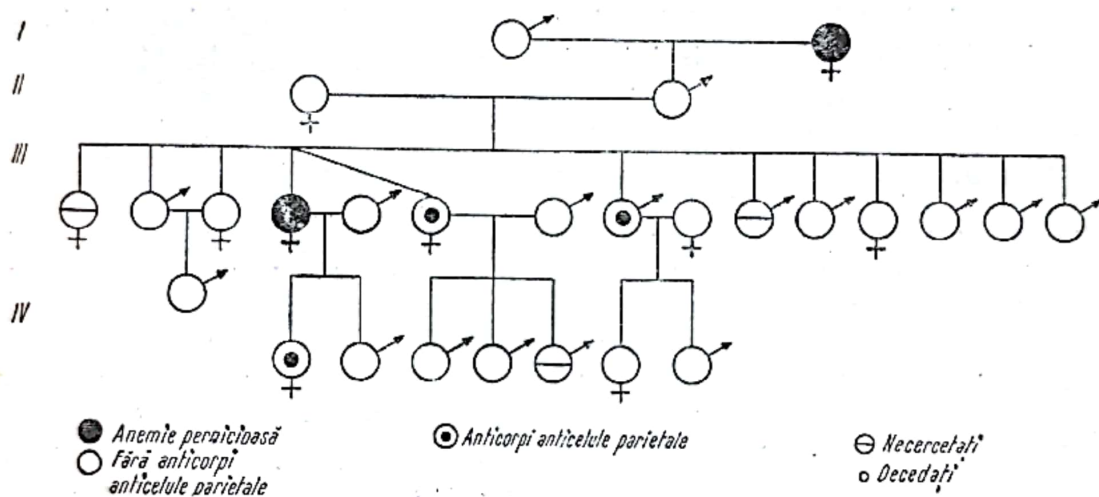 I
II
III
IV
Anemie pernicioasă
Fără anticorpi
anticelule parietale
Anticorpi anticelule parietale
Necercetați
Decedați